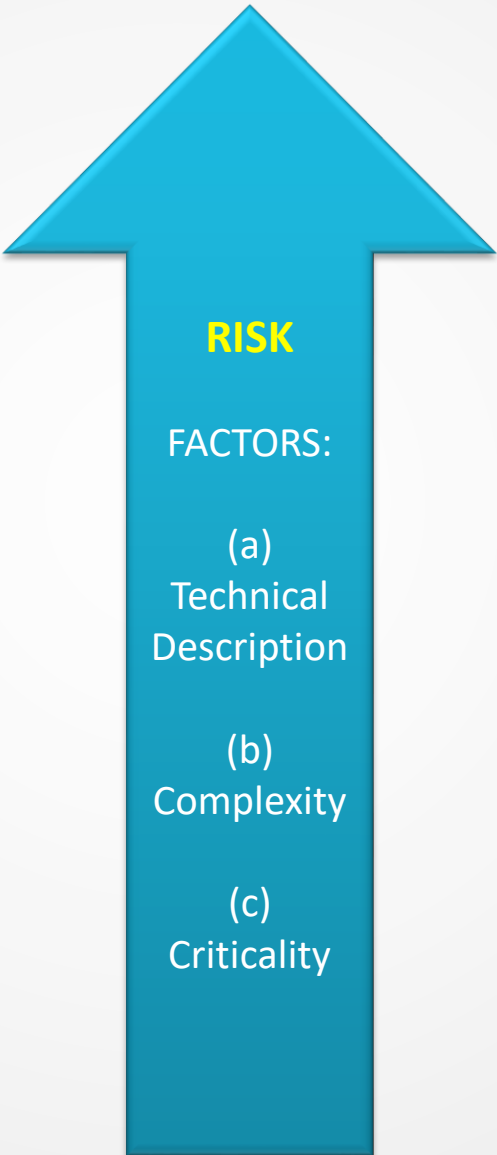 RISK
FACTORS:
(a)
Technical
Description
(b)
Complexity
(c)
Criticality